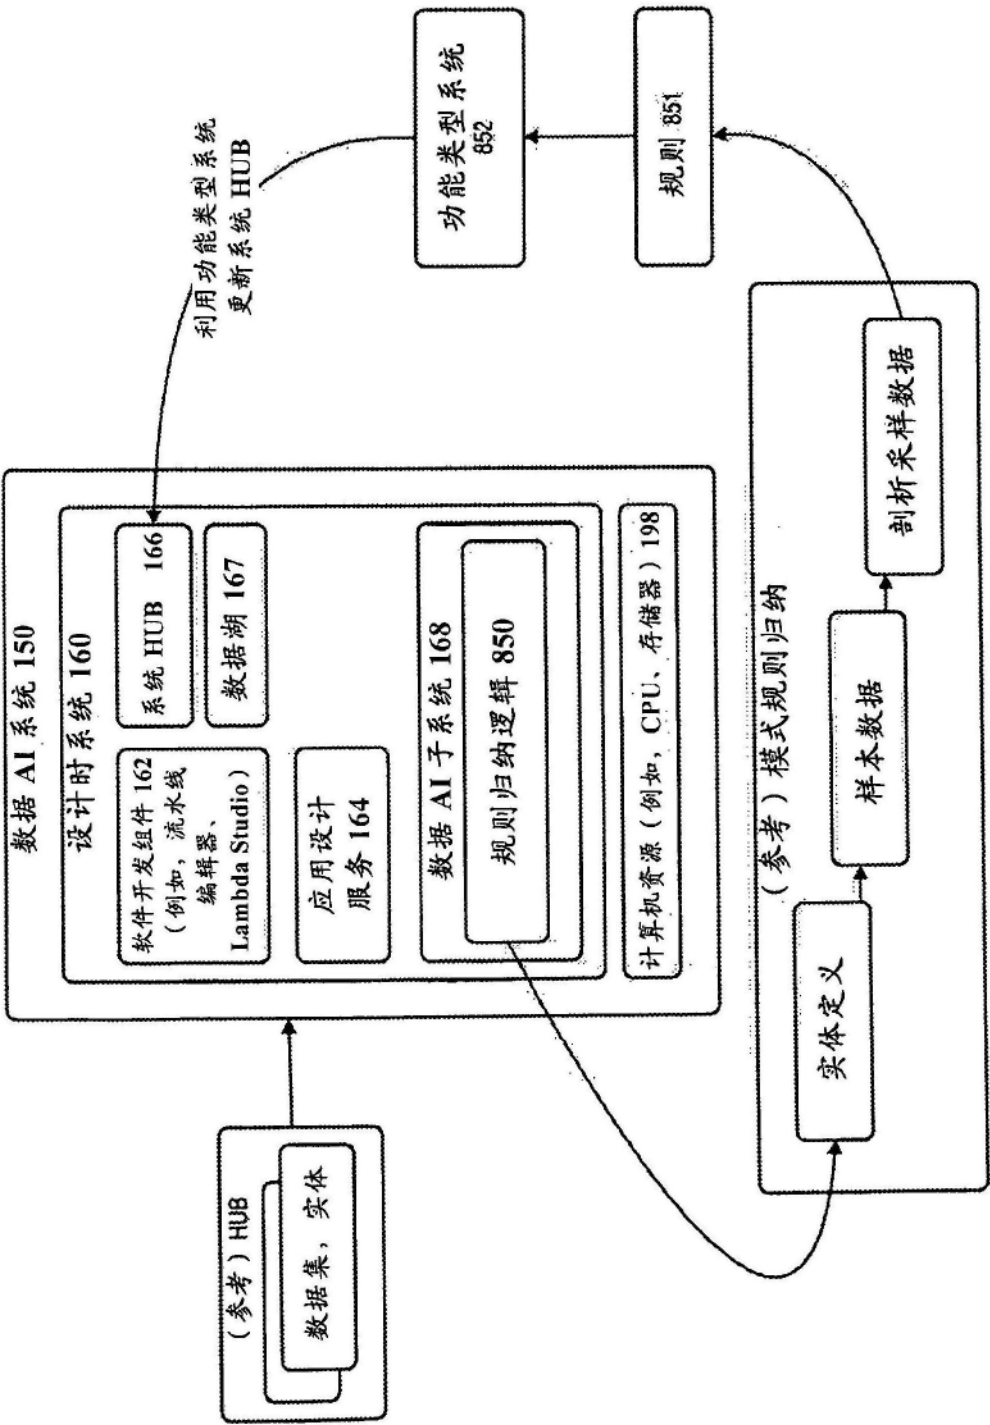 (参考) HUB
数据集，实体
数据 AI 系统 150
设计时系统 160
软件开发组件 162
(例如，流水线
编辑器、
Lambda Studio)
系统 HUB 166
数据湖 167
应用设计
服务 164
数据 AI 子系统 168
规则归纳逻辑 850
计算机资源 (例如，CPU、存储器) 198
(参考) 模式规则归纳
实体定义
样本数据
剖析采样数据
规则 851
功能类型系统
852
利用功能类型系统
更新系统 HUB